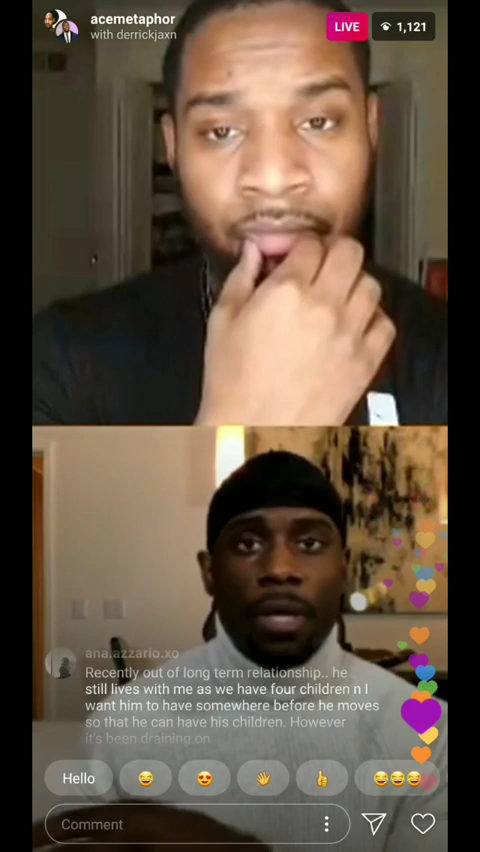 acemetaphor
with derrickjaxn
LIVE
1,121
ana.azzario.xo
Recently out of long term relationship.. he
still lives with me as we have four children n I
want him to have somewhere before he moves
so that he can have his children. However
it's been draining on
Hello
Comment